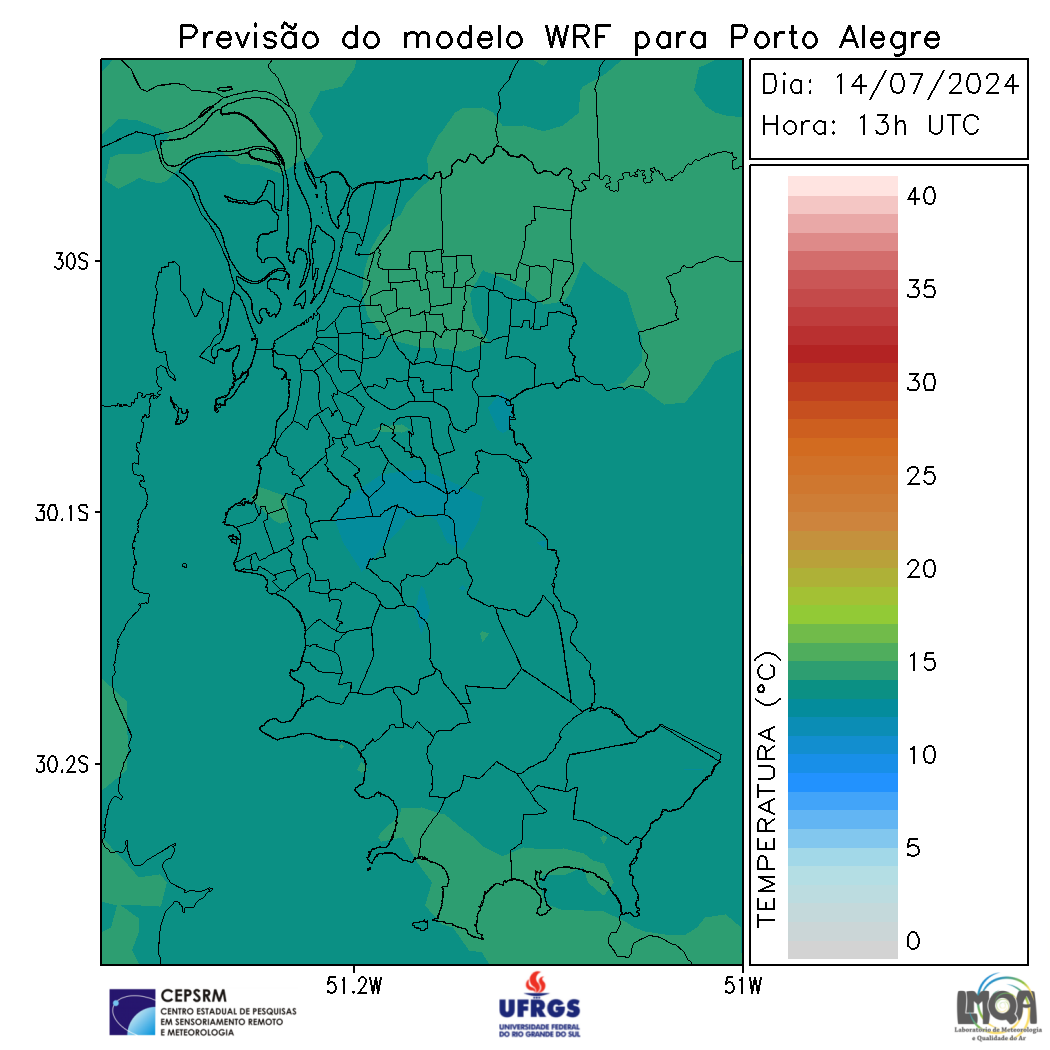 Previsão do modelo WRF para Porto Alegre
Dia: 14/07/2024
Hora: 13h UTC
30S
30.1S
30.2S
51.2W
51W
TEMPERATURA (°C)
40
35
30
25
20
15
10
5
0
CEPSRM
CENTRO ESTADUAL DE PESQUISAS
EM SENSORIAMENTO REMOTO
E METEOROLOGIA
UFRGS
UNIVERSIDADE FEDERAL
DO RIO GRANDE DO SUL
LMQA
Laboratório de Meteorologia
e Qualidade do Ar